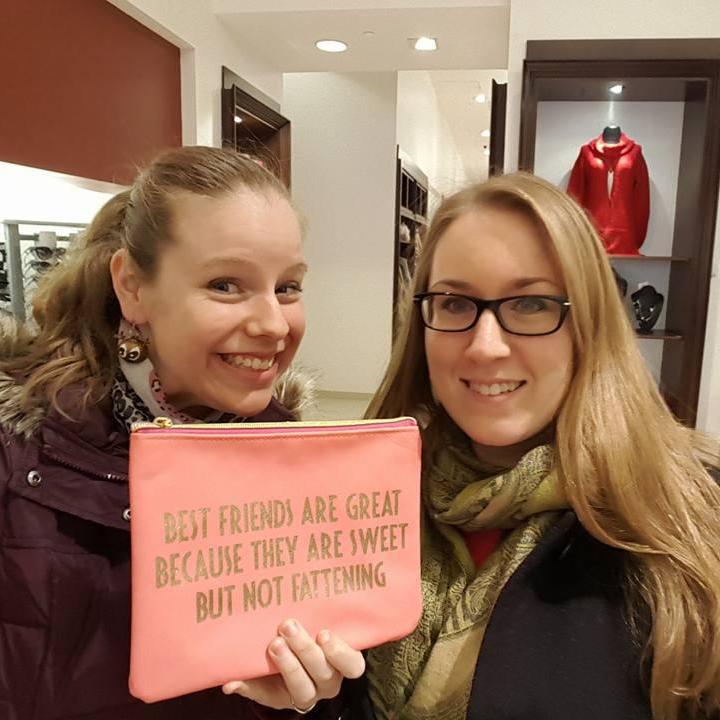 BEST FRIENDS ARE GREAT
BECAUSE THEY ARE SWEET
BUT NOT FATTENING